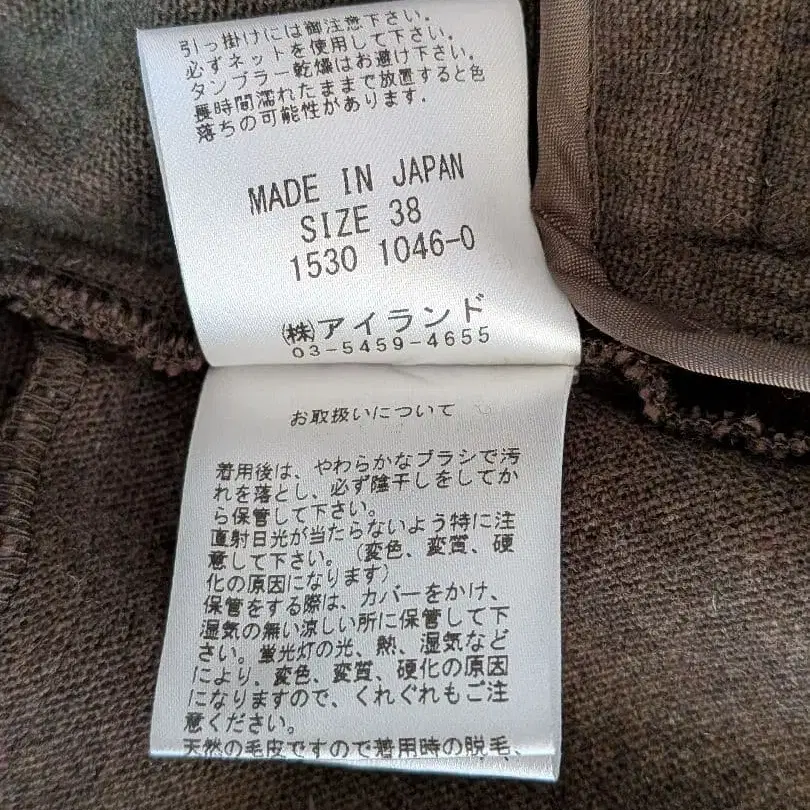 引っ掛けには御注意下さい。
必ずネットを使用して下さい。
タンブラー乾燥はお避け下さい。
長時間濡れたままで放置すると色
落ちの可能性があります.
MADE IN JAPAN
SIZE 38
1530 1046-0
㈱アイランド
03-5459-4655
お取扱いについて
着用後は、やわらかなブラシで汚
れを落とし、必ず陰干しをしてか
ら保管して下さい。
直射日光が当たらないよう特に注
意して下さい。（変色、変質、硬
化の原因になります）
保管をする際は、カバーをかけ、
湿気の無い涼しい所に保管して下
さい。蛍光灯の光、熱、湿気など
により、変色、変質、硬化の原因
になりますので、くれぐれもご注
意ください。
天然の毛皮ですので着用時の脱毛、